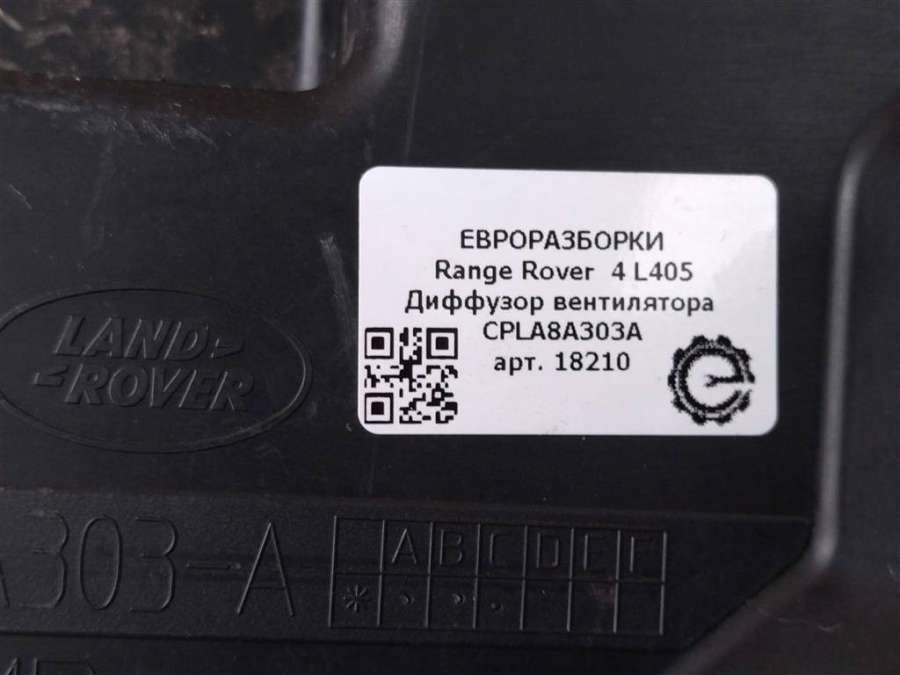 ЕВРОРАЗБОРКИ
Range Rover 4 L405
Диффузор вентилятора
CPLA8A303A
арт. 18210
LAND
ROVER
A303-A
A B C D E F